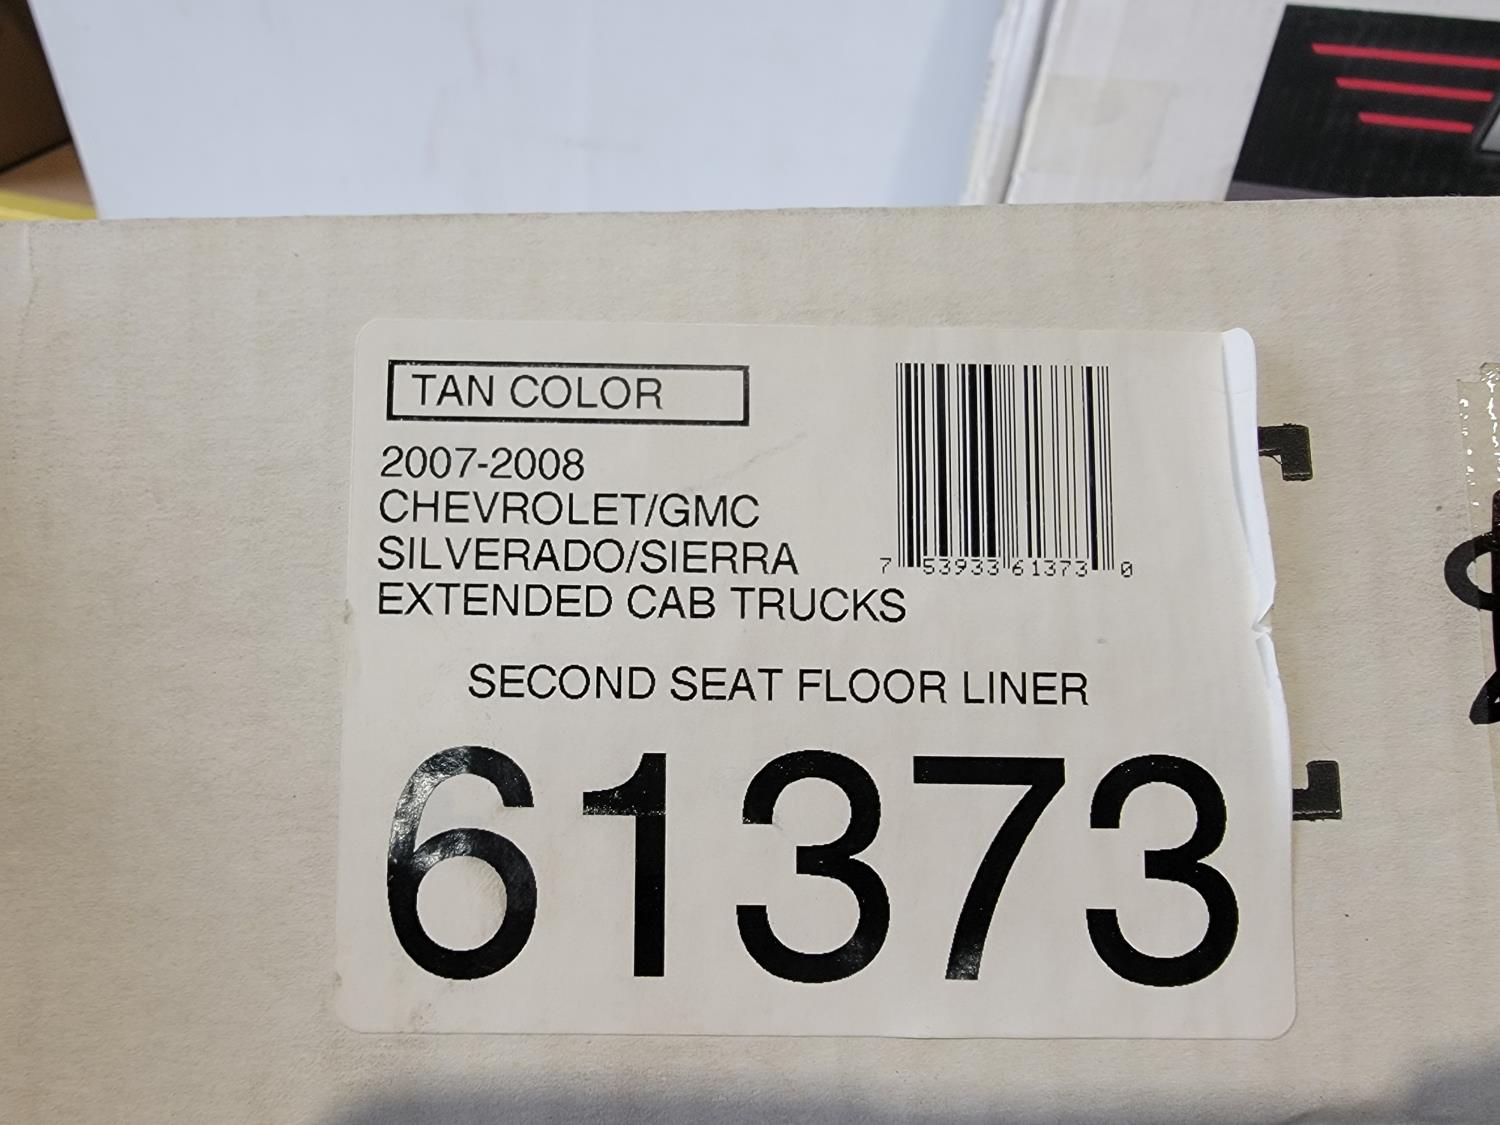 TAN COLOR
2007-2008
CHEVROLET/GMC
SILVERADO/SIERRA
EXTENDED CAB TRUCKS
7 53933 61373 0
SECOND SEAT FLOOR LINER
61373